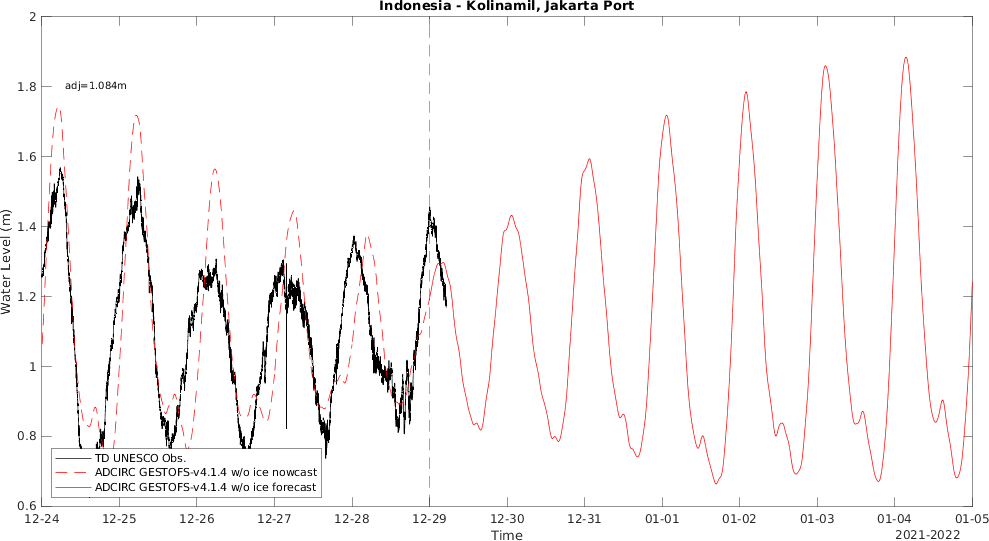 Indonesia - Kolinamil, Jakarta Port
2
1.8
1.6
1.4
1.2
1
0.8
0.6
Water Level (m)
adj=1.084m
TD UNESCO Obs.
ADCIRC GESTOFS-v4.1.4 w/o ice nowcast
ADCIRC GESTOFS-v4.1.4 w/o ice forecast
12-24 12-25 12-26 12-27 12-28 12-29 12-30 12-31 01-01 01-02 01-03 01-04 01-05
Time
2021-2022